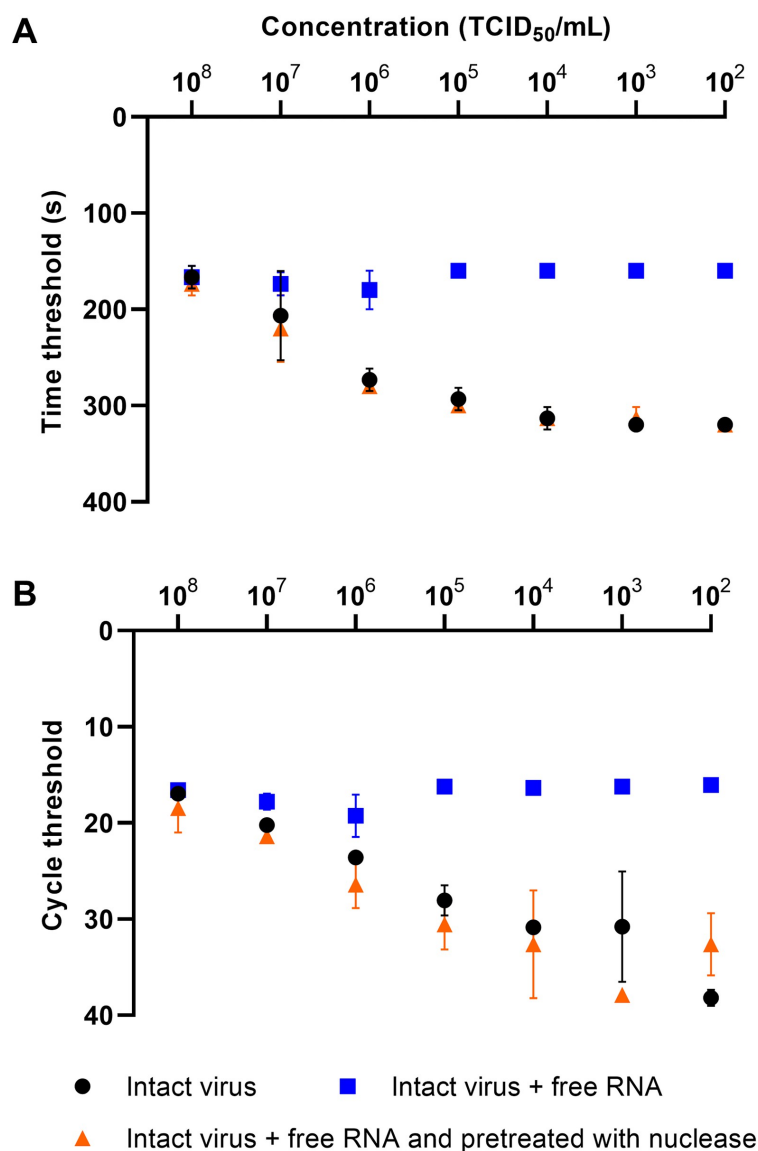 A
Concentration (TCID50/mL)
10^8 10^7 10^6 10^5 10^4 10^3 10^2
0
100
200
300
400
Time threshold (s)
B
10^8 10^7 10^6 10^5 10^4 10^3 10^2
0
10
20
30
40
Cycle threshold
Intact virus Intact virus + free RNA
Intact virus + free RNA and pretreated with nuclease